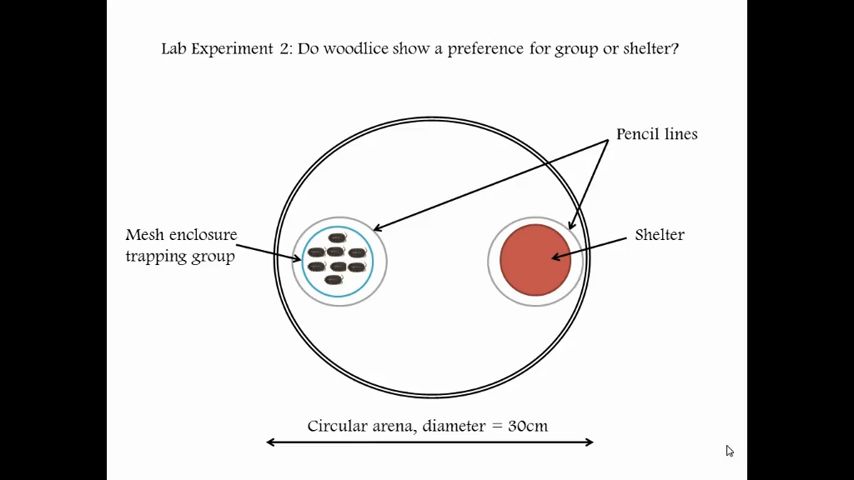 Lab Experiment 2: Do woodlice show a preference for group or shelter?
Pencil lines
Mesh enclosure
trapping group
Shelter
Circular arena, diameter = 30cm